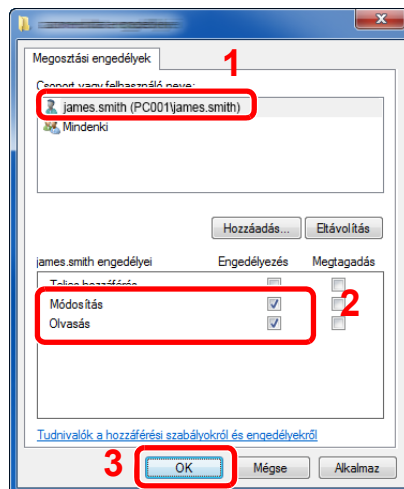 Megosztási engedélyek
1
Csoport vagy felhasználó neve:
james.smith (PC001\james.smith)
Mindenki
Hozzáadás... Eltávolítás
james.smith engedélyei Engedélyezés Megtagadás
Teljes hozzáférés
Módosítás
2
Olvasás
Tudnivalók a hozzáférési szabályokról és engedélyekről
3
OK Mégse Alkalmaz